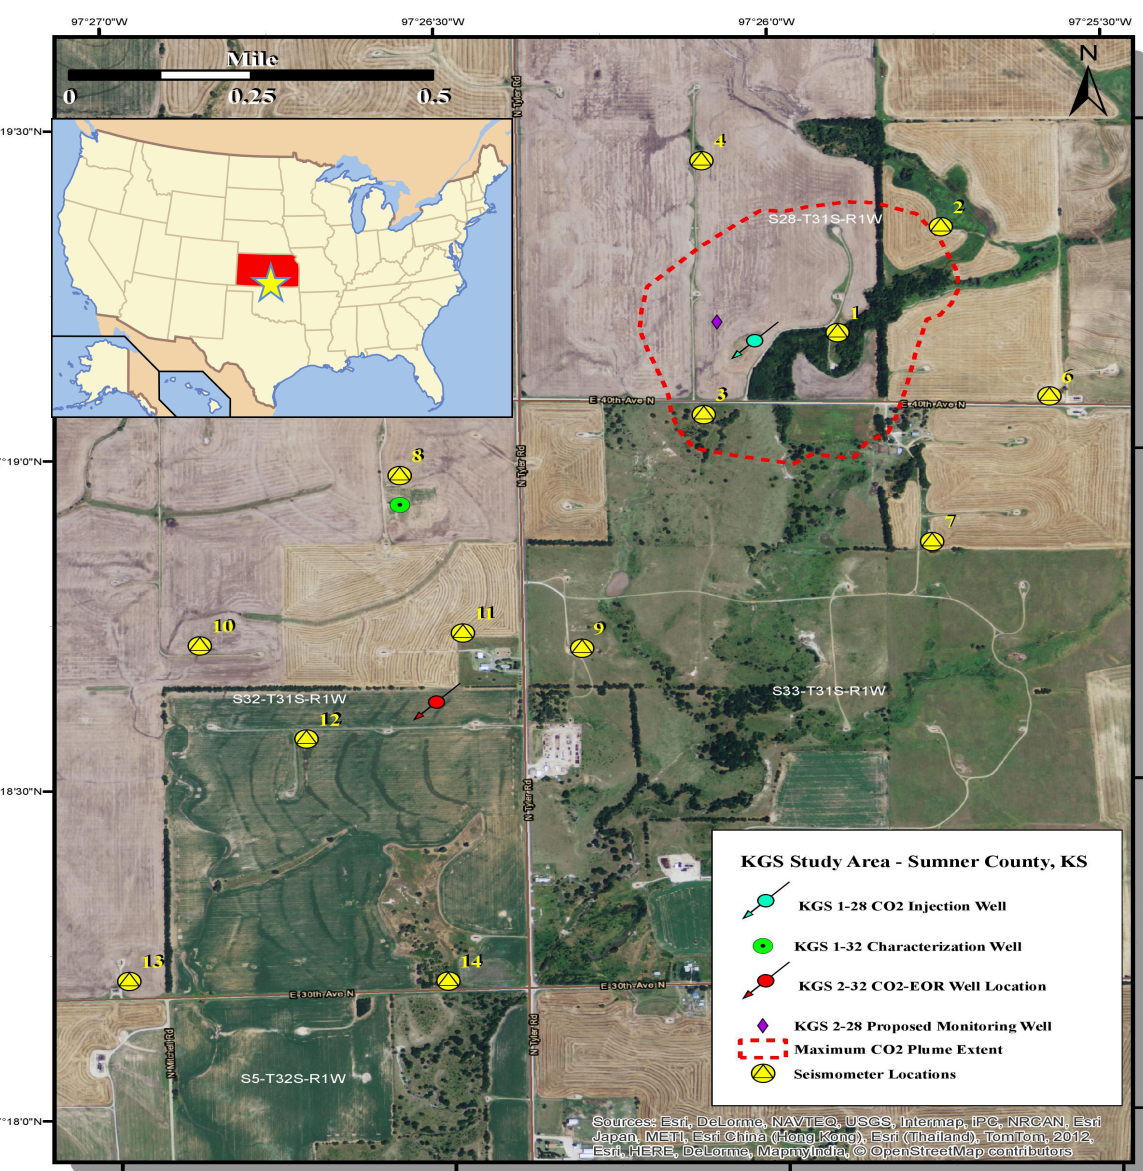 97°27'0"W 97°26'30"W 97°26'0"W 97°25'30"W
Mile
0 0.25 0.5
N
19'30"N
N Tyler Rd
4
S28-T31S-R1W
2
1
6
3
E 40th Ave N
E 40th Ave N
8
N Tyler Rd
°19'0"N
7
10
11
9
S32-T31S-R1W
S33-T31S-R1W
12
18'30"N
N Tyler Rd
KGS Study Area - Sumner County, KS
KGS 1-28 CO2 Injection Well
KGS 1-32 Characterization Well
KGS 2-32 CO2-EOR Well Location
KGS 2-28 Proposed Monitoring Well
Maximum CO2 Plume Extent
Seismometer Locations
13
14
E 30th Ave N
E 30th Ave N
N Mitchell Rd
N Tyler Rd
S5-T32S-R1W
°18'0"N
Sources: Esri, DeLorme, NAVTEQ, USGS, Intermap, iPC, NRCAN, Esri
Japan, METI, Esri China (Hong Kong), Esri (Thailand), TomTom, 2012,
Esri, HERE, DeLorme, MapmyIndia, © OpenStreetMap contributors